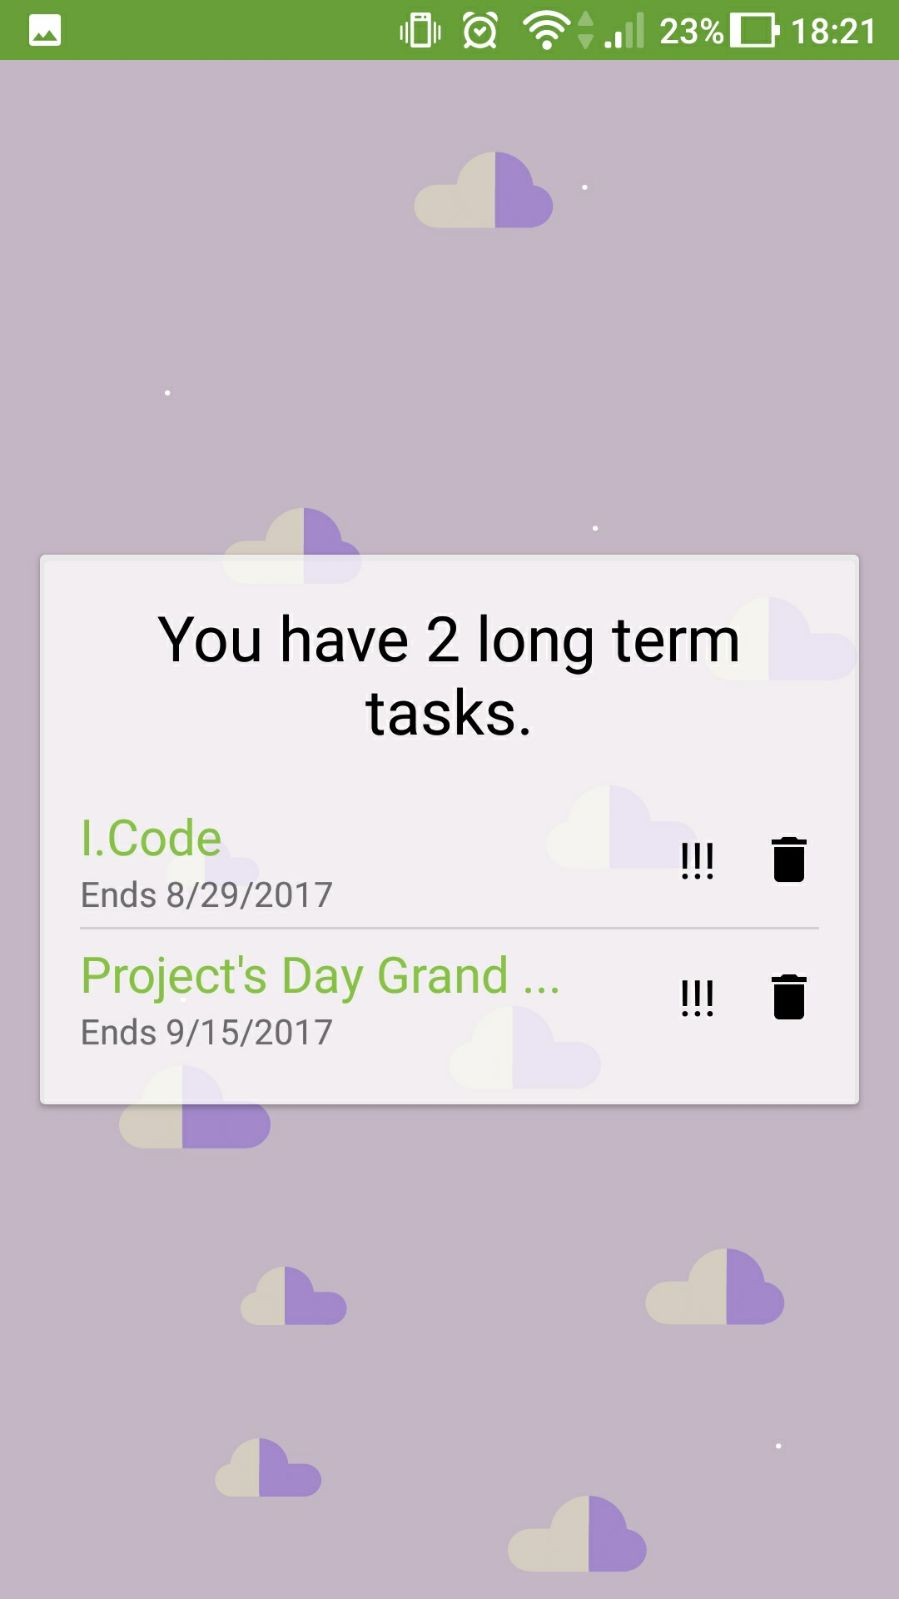 23% 18:21
You have 2 long term
tasks.
I.Code
Ends 8/29/2017
!!!
Project's Day Grand ...
Ends 9/15/2017
!!!